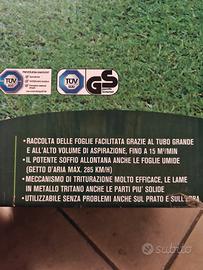 TÜV
TÜV
GS
• RACCOLTA DELLE FOGLIE FACILITATA GRAZIE AL TUBO GRANDE
E ALL'ALTO VOLUME DI ASPIRAZIONE, FINO A 15 M³/MIN
• IL POTENTE SOFFIO ALLONTANA ANCHE LE FOGLIE UMIDE
(GETTO D'ARIA MAX. 285 KM/H)
• MECCANISMO DI TRITURAZIONE MOLTO EFFICACE, LE LAME
IN METALLO TRITANO ANCHE LE PARTI PIU' SOLIDE
• UTILIZZABILE SENZA PROBLEMI ANCHE SUL PRATO E SULL'ERBA
subito